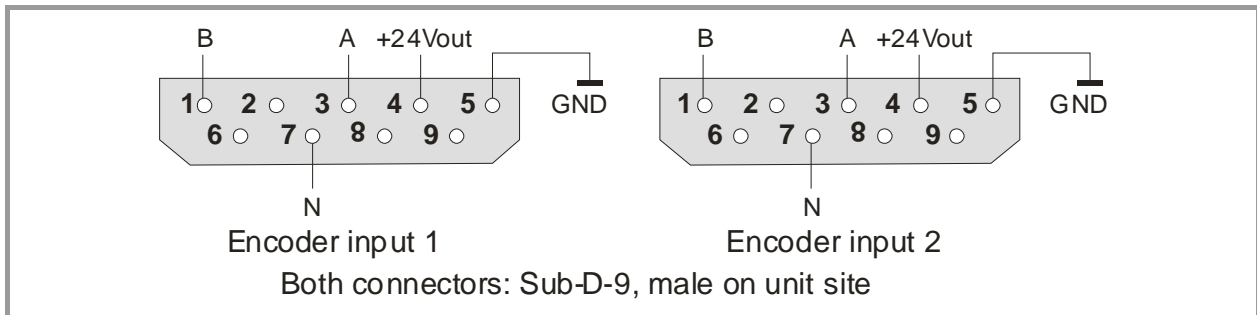 B A +24Vout B A +24Vout
1 2 3 4 5 GND 1 2 3 4 5 GND
6 7 8 9 6 7 8 9
N N
Encoder input 1 Encoder input 2
Both connectors: Sub-D-9, male on unit site